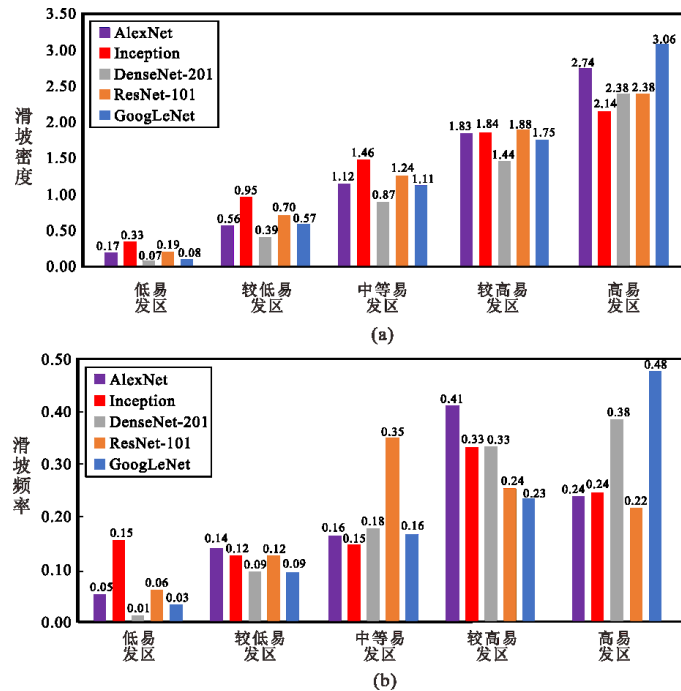 3.50
3.00
2.50
2.00
1.50
1.00
0.50
0.00
滑坡密度
AlexNet
Inception
DenseNet-201
ResNet-101
GoogLeNet
0.17 0.33 0.07 0.19 0.08
0.56 0.95 0.39 0.70 0.57
1.12 1.46 0.87 1.24 1.11
1.83 1.84 1.44 1.88 1.75
2.74 2.14 2.38 2.38 3.06
低易 较低易 中等易 较高易 高易
发区 发区 发区 发区 发区
(a)
0.50
0.40
0.30
0.20
0.10
0.00
滑坡频率
AlexNet
Inception
DenseNet-201
ResNet-101
GoogLeNet
0.05 0.15 0.01 0.06 0.03
0.14 0.12 0.09 0.12 0.09
0.16 0.15 0.18 0.35 0.16
0.41 0.33 0.33 0.24 0.23
0.24 0.24 0.38 0.22 0.48
低易 较低易 中等易 较高易 高易
发区 发区 发区 发区 发区
(b)